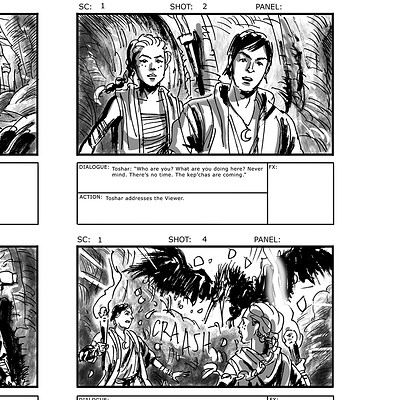 SC: 1 SHOT: 2 PANEL:
DIALOGUE: Toshar: "Who are you? What are you doing here? Never
mind. There's no time. The kep'chas are coming."
FX:
ACTION: Toshar addresses the Viewer.
SC: 1 SHOT: 4 PANEL:
CRAASH
DIALOGUE:
FX: